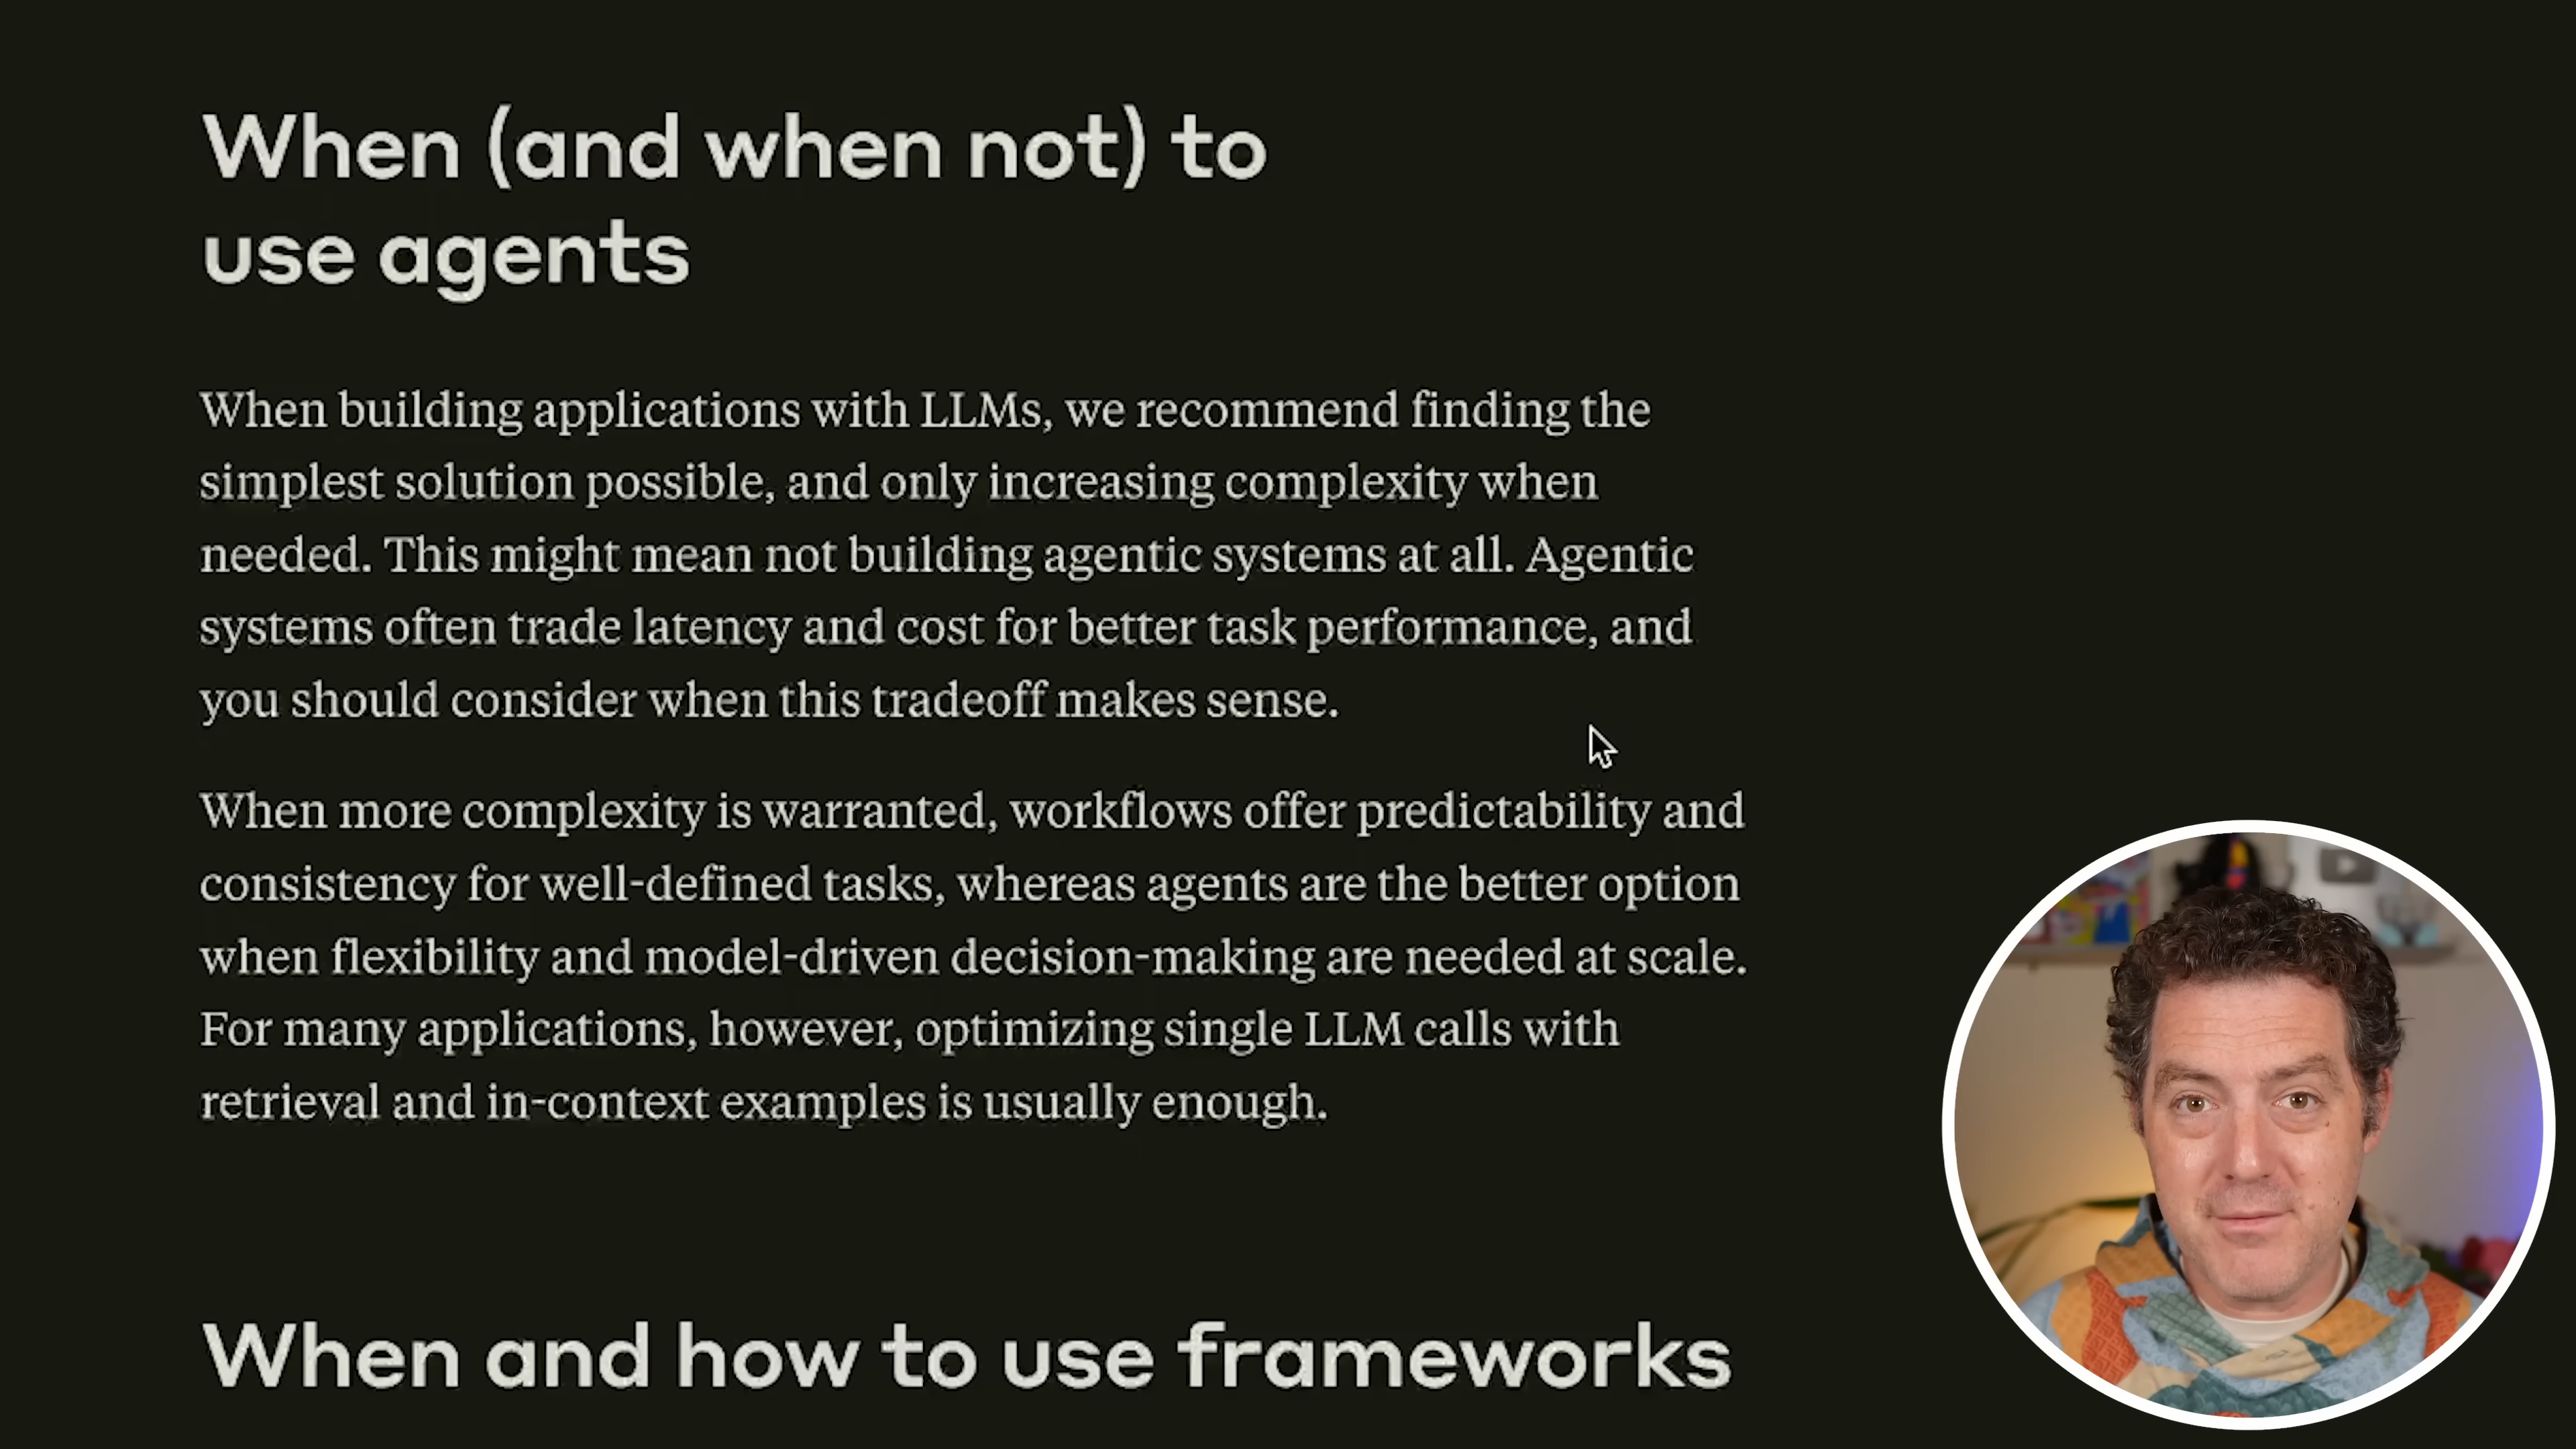 When (and when not) to
use agents
When building applications with LLMs, we recommend finding the
simplest solution possible, and only increasing complexity when
needed. This might mean not building agentic systems at all. Agentic
systems often trade latency and cost for better task performance, and
you should consider when this tradeoff makes sense.
When more complexity is warranted, workflows offer predictability and
consistency for well-defined tasks, whereas agents are the better option
when flexibility and model-driven decision-making are needed at scale.
For many applications, however, optimizing single LLM calls with
retrieval and in-context examples is usually enough.
When and how to use frameworks